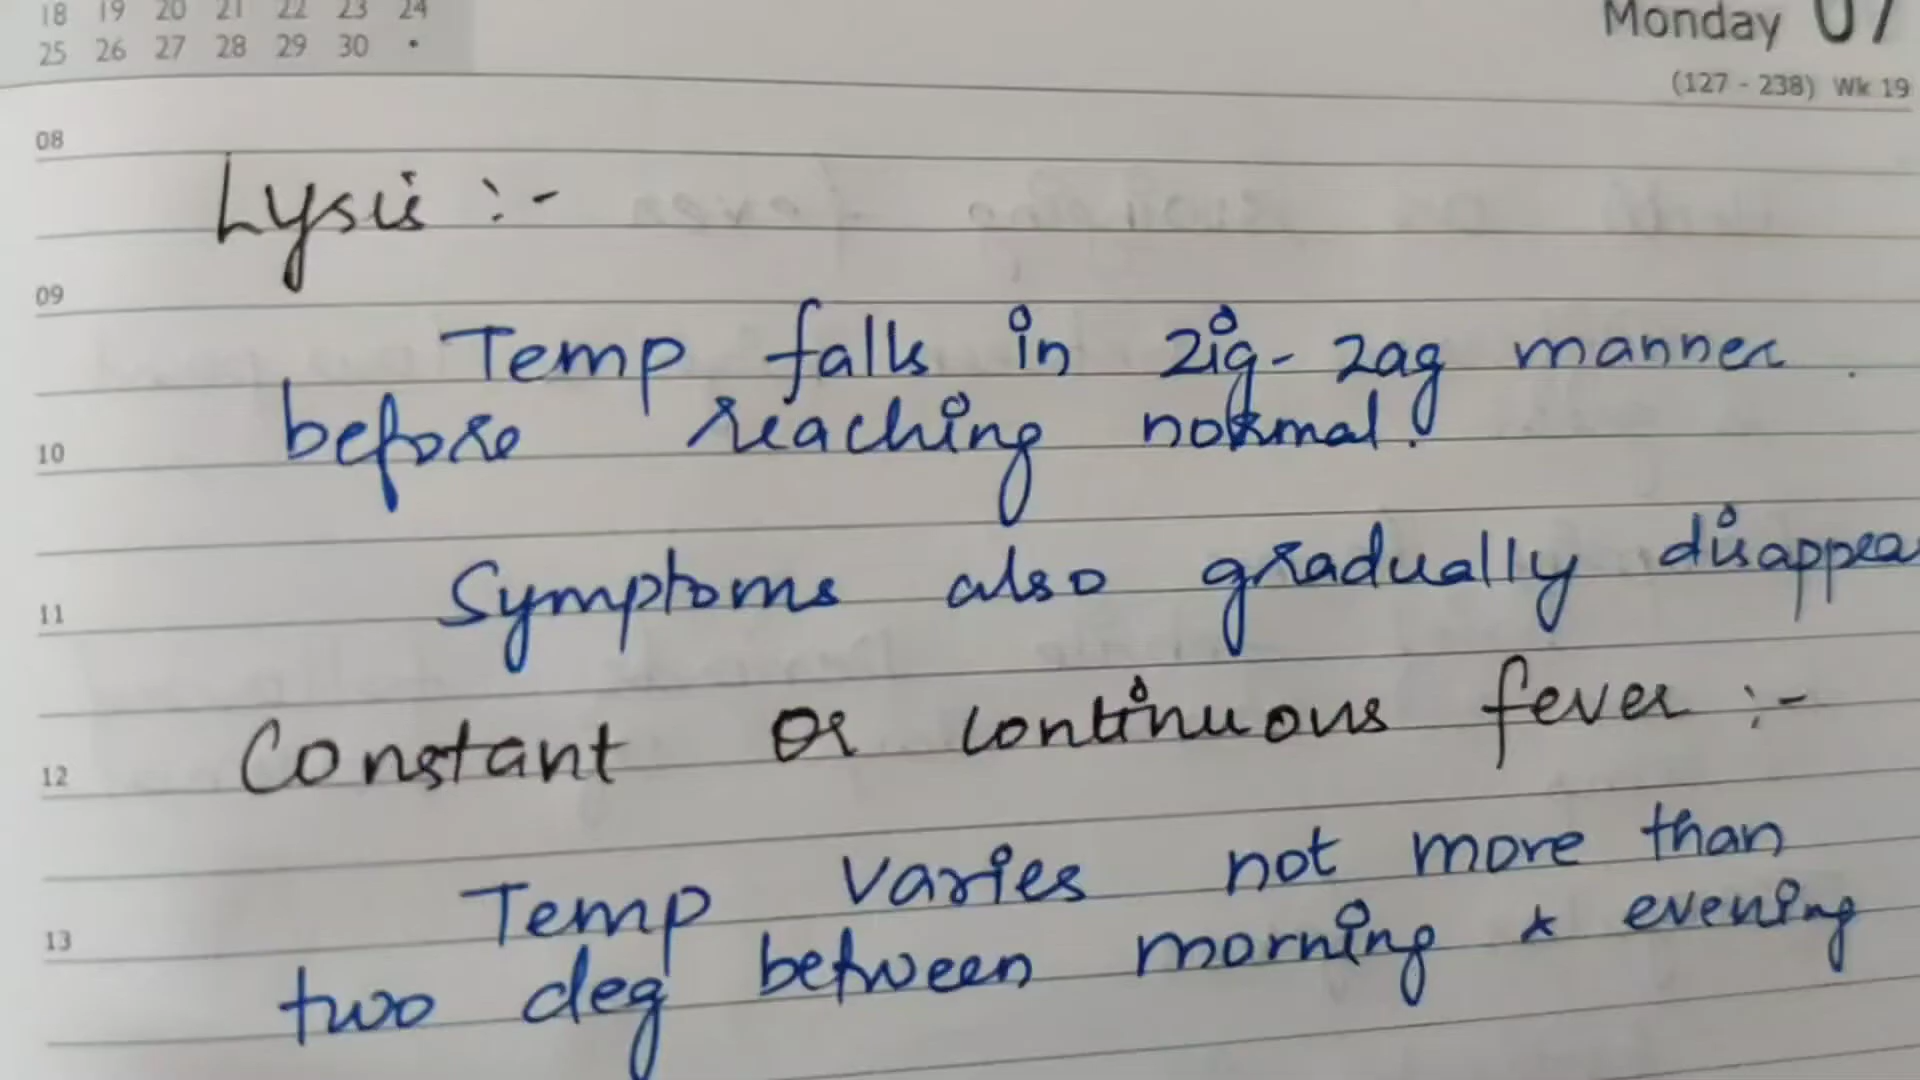 18 19 20 21 22 23 24
25 26 27 28 29 30 •
Monday 07
(127 - 238) Wk 19
08
Lysis :-
09
Temp falls in zig-zag manner.
10
before reaching normal.
Symptoms also gradually disappea
11
Constant or continuous fever :-
12
Temp varies not more than
13
two deg between morning & evening